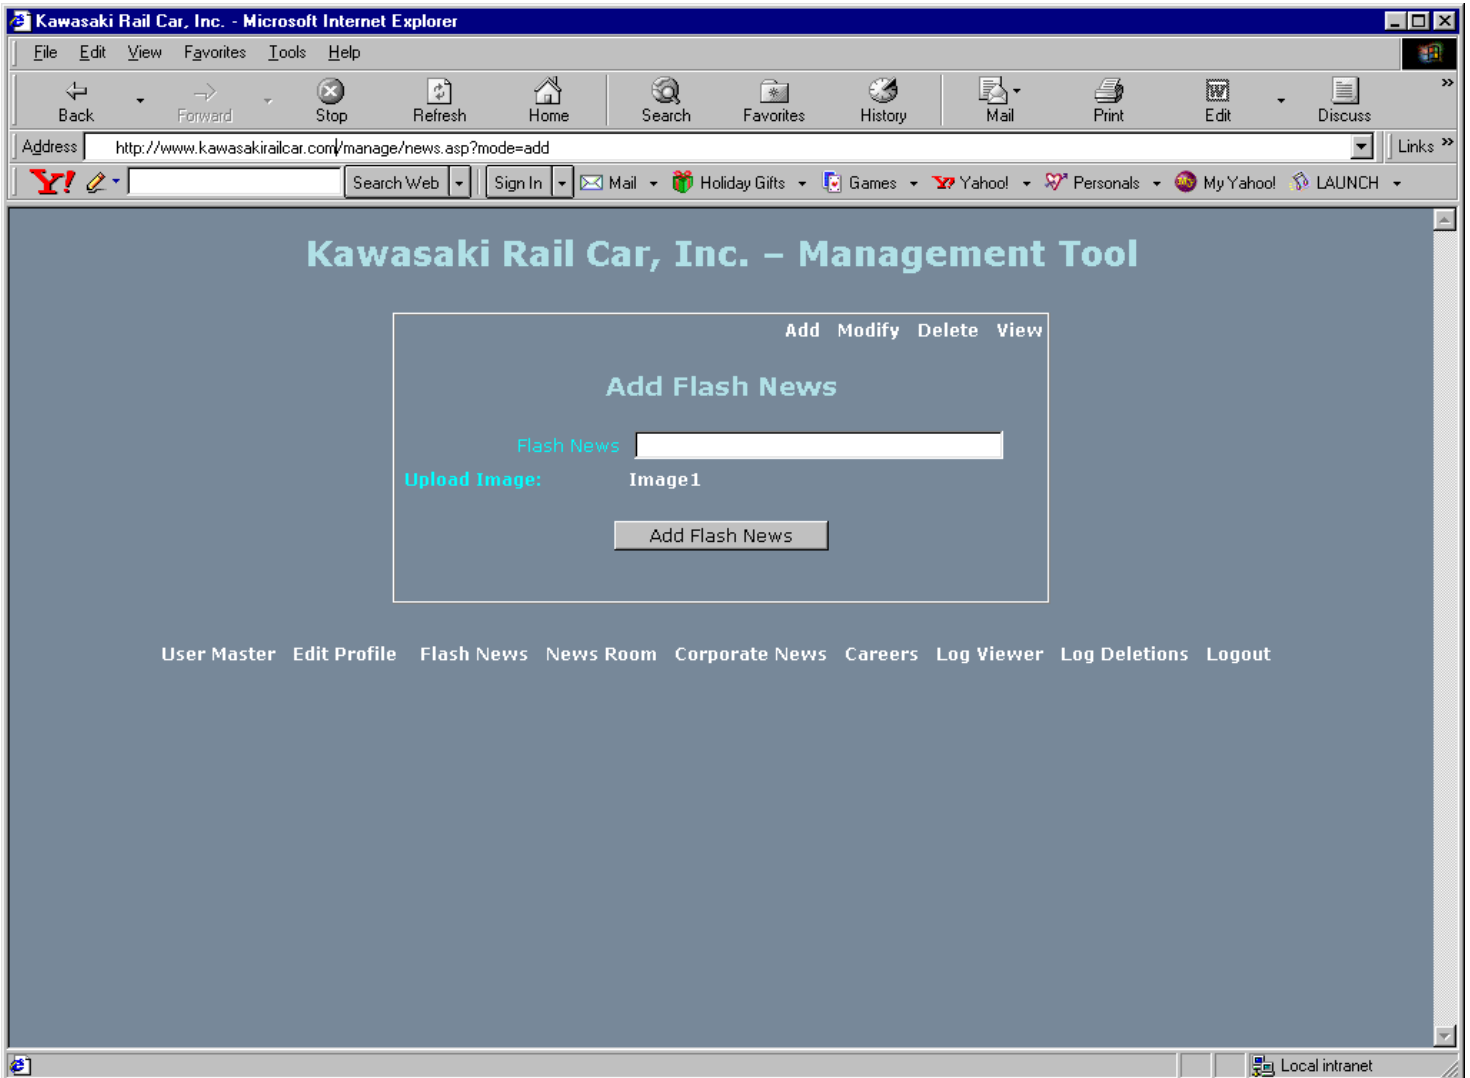 Kawasaki Rail Car, Inc. - Microsoft Internet Explorer
File Edit View Favorites Tools Help
Back Forward Stop Refresh Home Search Favorites History Mail Print Edit Discuss »
Address http://www.kawasakirailcar.com/manage/news.asp?mode=add Links »
Y! Search Web Sign In Mail Holiday Gifts Games Yahoo! Personals My Yahoo! LAUNCH
Kawasaki Rail Car, Inc. – Management Tool
Add Modify Delete View
Add Flash News
Flash News
Upload Image: Image1
Add Flash News
User Master Edit Profile Flash News News Room Corporate News Careers Log Viewer Log Deletions Logout
Local intranet